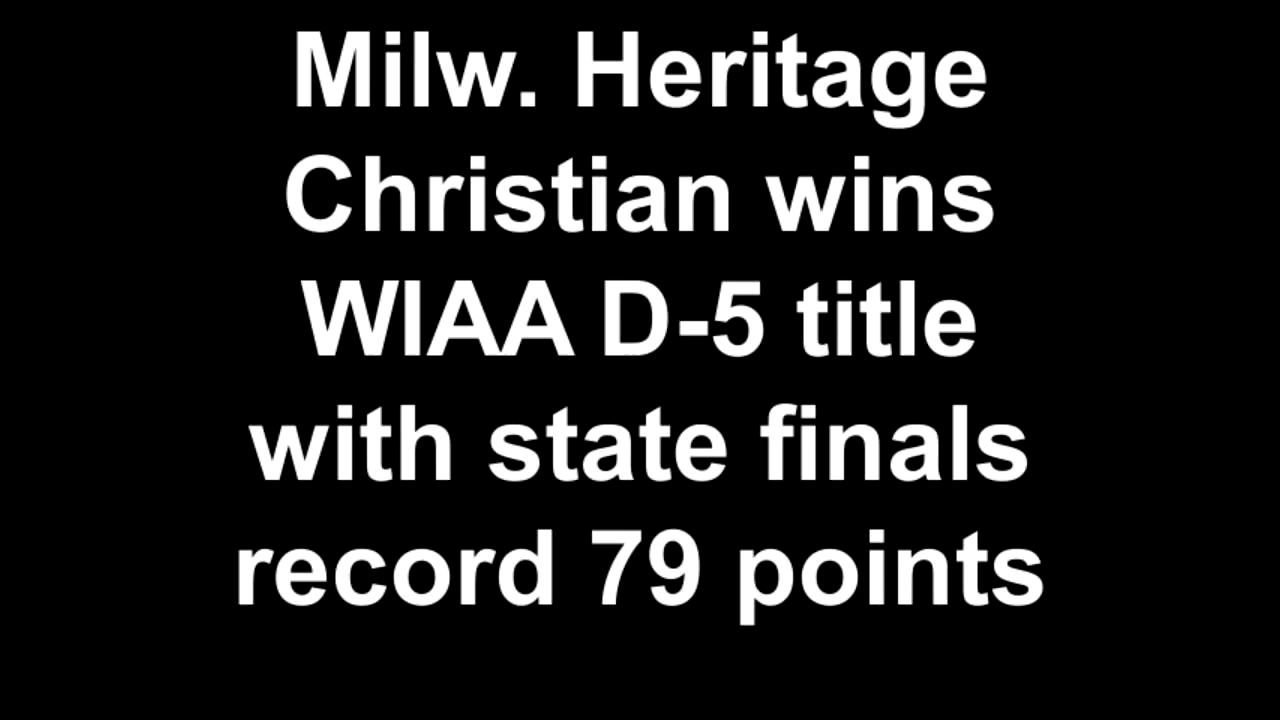 Milw. Heritage
Christian wins
WIAA D-5 title
with state finals
record 79 points